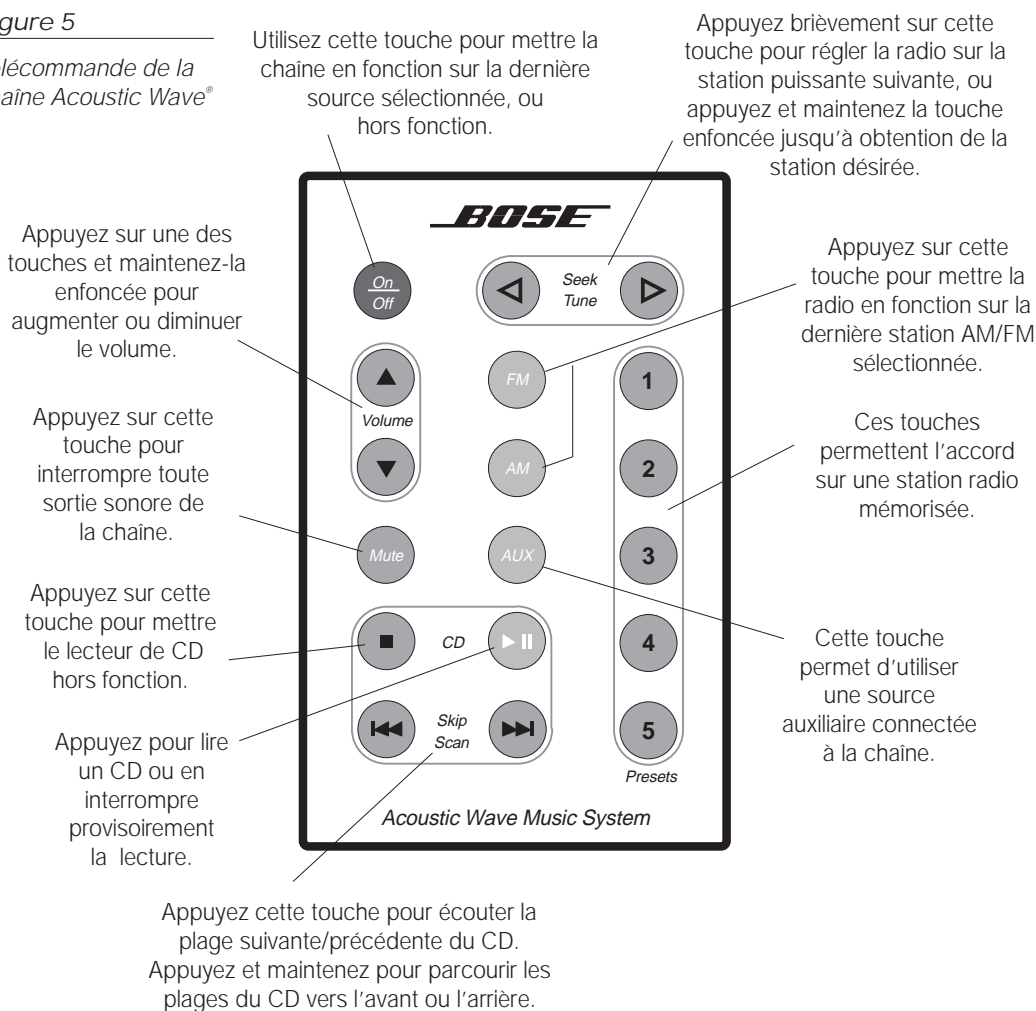 gure 5
lécommande de la
haîne Acoustic Wave®
Utilisez cette touche pour mettre la
chaîne en fonction sur la dernière
source sélectionnée, ou
hors fonction.
Appuyez brièvement sur cette
touche pour régler la radio sur la
station puissante suivante, ou
appuyez et maintenez la touche
enfoncée jusqu'à obtention de la
station désirée.
Appuyez sur une des
touches et maintenez-la
enfoncée pour
augmenter ou diminuer
le volume.
Appuyez sur cette
touche pour
interrompre toute
sortie sonore de
la chaîne.
Appuyez sur cette
touche pour mettre
le lecteur de CD
hors fonction.
Appuyez pour lire
un CD ou en
interrompre
provisoirement
la lecture.
BOSE
On
Off
Seek
Tune
Volume
FM
AM
Mute
AUX
CD
Skip
Scan
1
2
3
4
5
Presets
Acoustic Wave Music System
Appuyez sur cette
touche pour mettre la
radio en fonction sur la
dernière station AM/FM
sélectionnée.
Ces touches
permettent l'accord
sur une station radio
mémorisée.
Cette touche
permet d'utiliser
une source
auxiliaire connectée
à la chaîne.
Appuyez cette touche pour écouter la
plage suivante/précédente du CD.
Appuyez et maintenez pour parcourir les
plages du CD vers l'avant ou l'arrière.